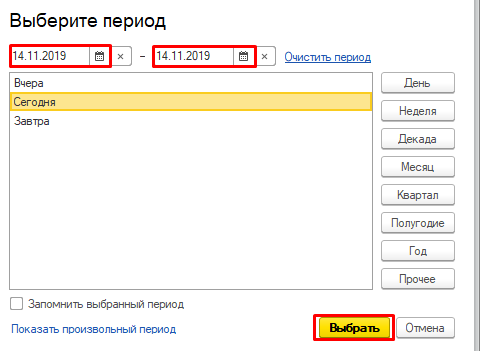 Выберите период
14.11.2019 × – 14.11.2019 × Очистить период
Вчера
Сегодня
Завтра
День
Неделя
Декада
Месяц
Квартал
Полугодие
Год
Прочее
Запомнить выбранный период
Показать произвольный период
Выбрать
Отмена